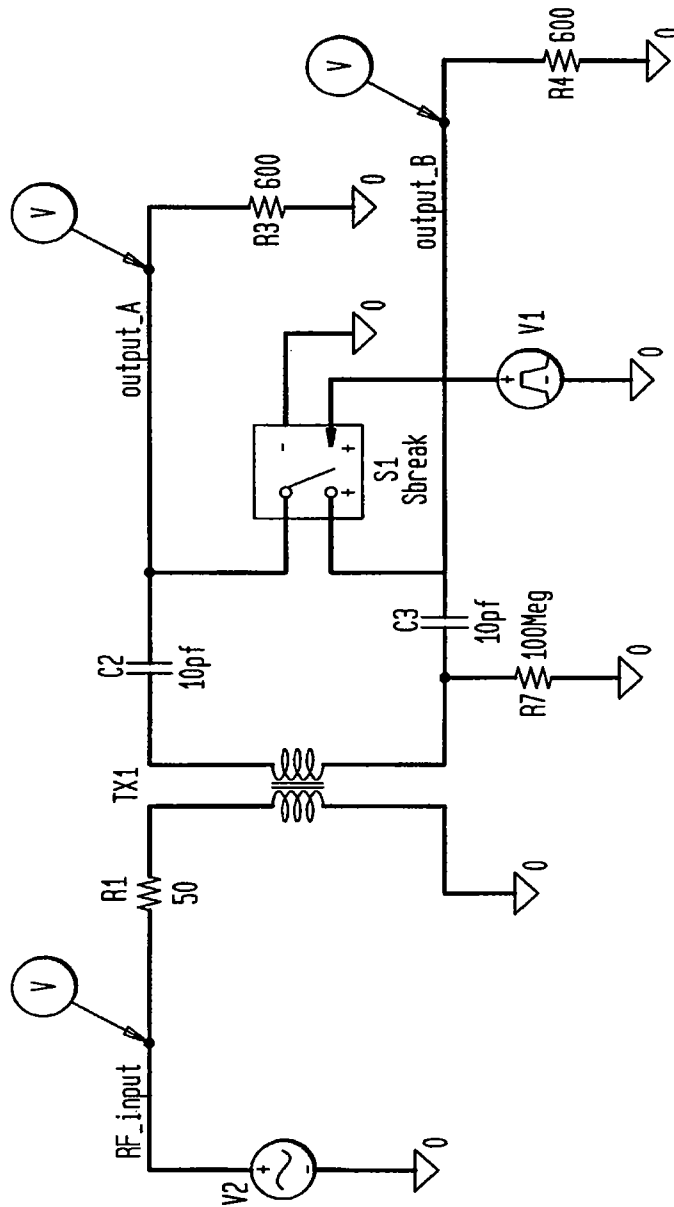 RF_input
V
V2
+
-
0
R1
50
TX1
0
C2
10pf
C3
10pf
R7
100Meg
0
output_A
V
R3
600
0
S1
Sbreak
-
+
+
0
output_B
V
V1
+
-
0
R4
600
0